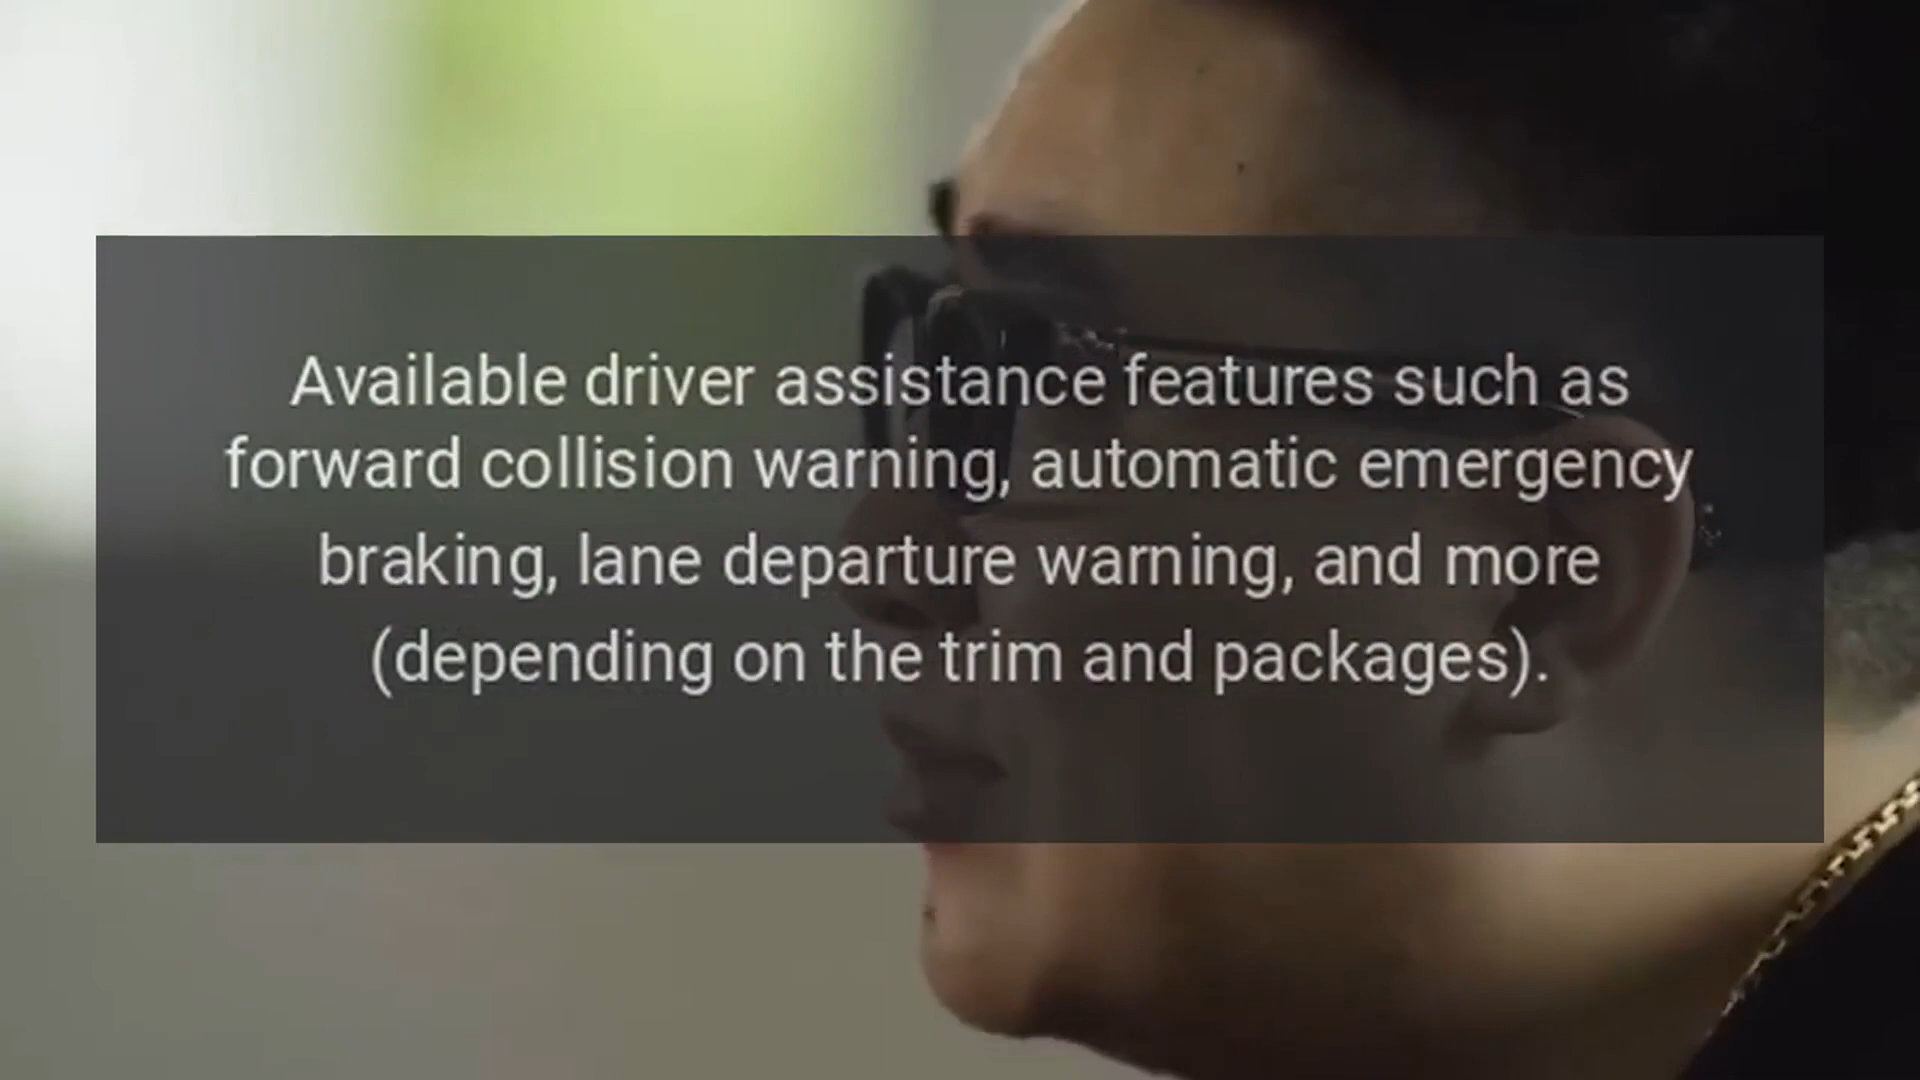 Available driver assistance features such as
forward collision warning, automatic emergency
braking, lane departure warning, and more
(depending on the trim and packages).